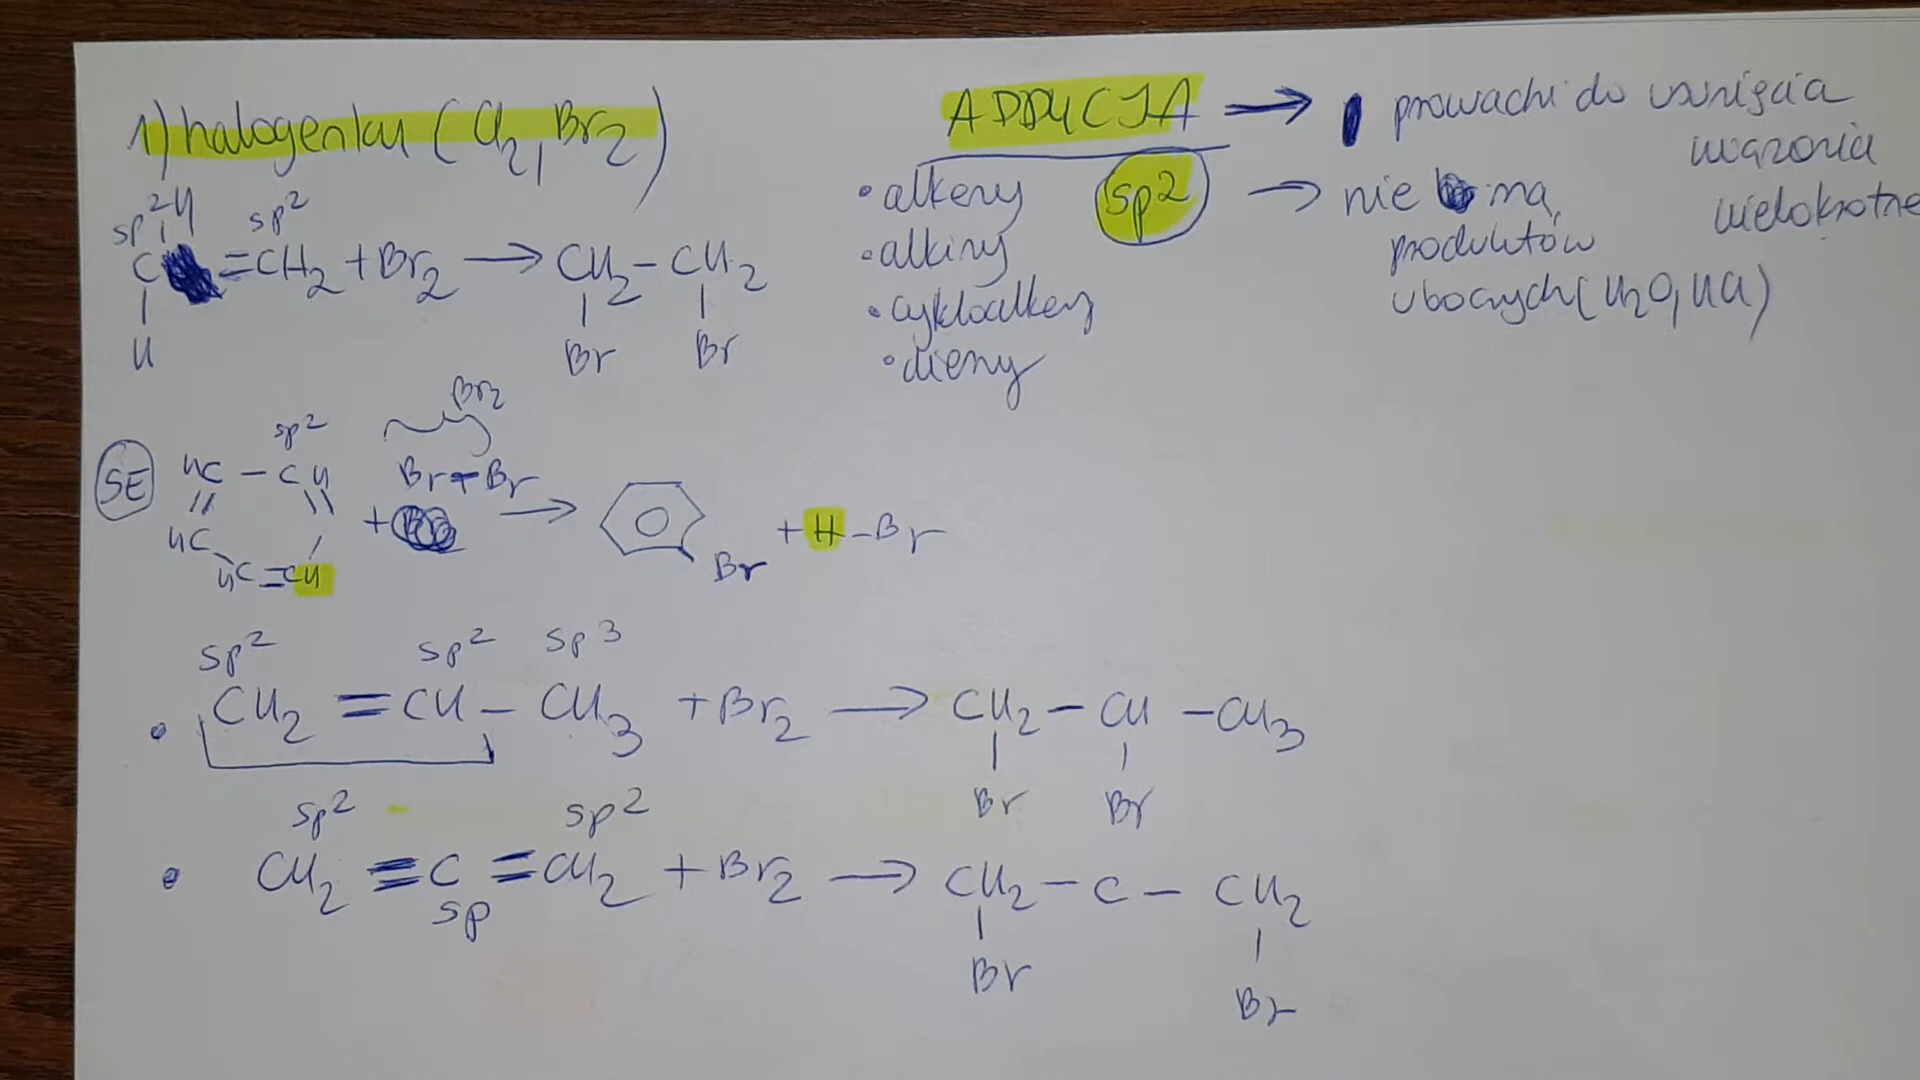 1) halogenku (Cl2, Br2)
ADDYCJA → prowadzi do usunięcia
wiązania
wielokrotne
• alkeny sp2 → nie ma
• alkiny produktów
• cykloalkeny ubocznych (H2O, HCl)
• dieny
sp2 H sp2
C = CH2 + Br2 → CH2 – CH2
H Br Br
SE sp2 Br2
HC – CH Br – Br
HC + → + H – Br
HC = CH Br
sp2 sp2 sp3
• CH2 = CH – CH3 + Br2 → CH2 – CH – CH3
Br Br
sp2 sp2
• CH2 = C = CH2 + Br2 → CH2 – C – CH2
sp
Br Br